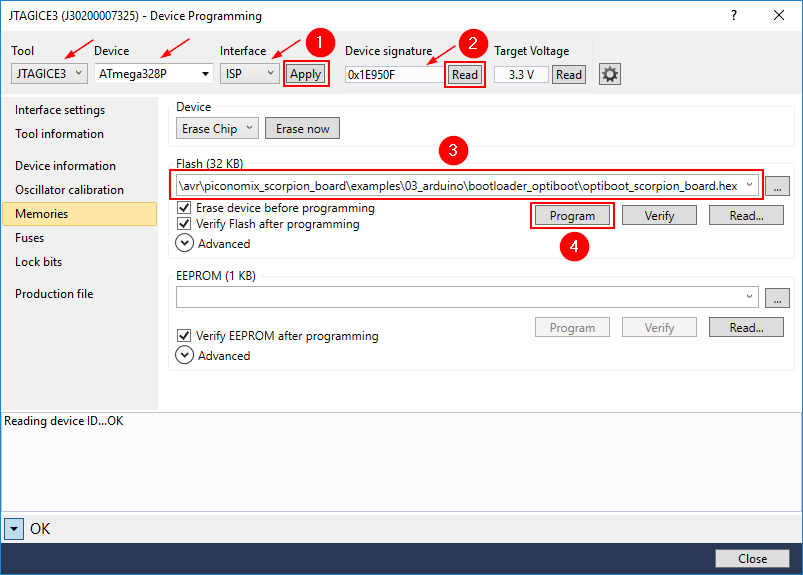 JTAGICE3 (J30200007325) - Device Programming
?
Tool Device Interface 1 Device signature 2 Target Voltage
JTAGICE3 ATmega328P ISP Apply 0x1E950F Read 3.3 V Read
Interface settings
Tool information
Device information
Oscillator calibration
Memories
Fuses
Lock bits
Production file
Device
Erase Chip Erase now
3
Flash (32 KB)
\avr\piconomix_scorpion_board\examples\03_arduino\bootloader_optiboot\optiboot_scorpion_board.hex ...
Erase device before programming
Verify Flash after programming
Program Verify Read...
Advanced
4
EEPROM (1 KB)
...
Program Verify Read...
Verify EEPROM after programming
Advanced
Reading device ID...OK
OK
Close